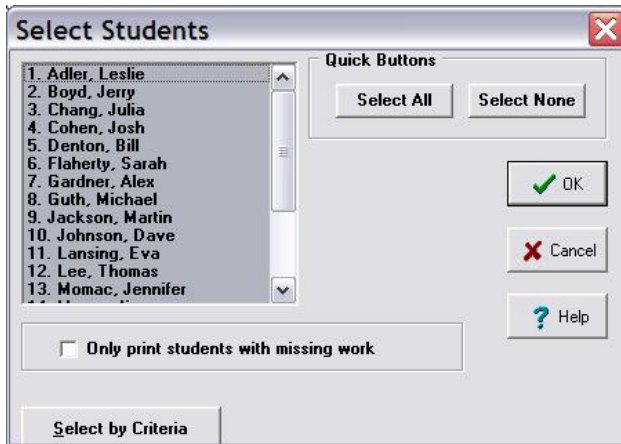 Select Students
1. Adler, Leslie
2. Boyd, Jerry
3. Chang, Julia
4. Cohen, Josh
5. Denton, Bill
6. Flaherty, Sarah
7. Gardner, Alex
8. Guth, Michael
9. Jackson, Martin
10. Johnson, Dave
11. Lansing, Eva
12. Lee, Thomas
13. Momac, Jennifer
Quick Buttons
Select All
Select None
OK
Cancel
Help
Only print students with missing work
Select by Criteria